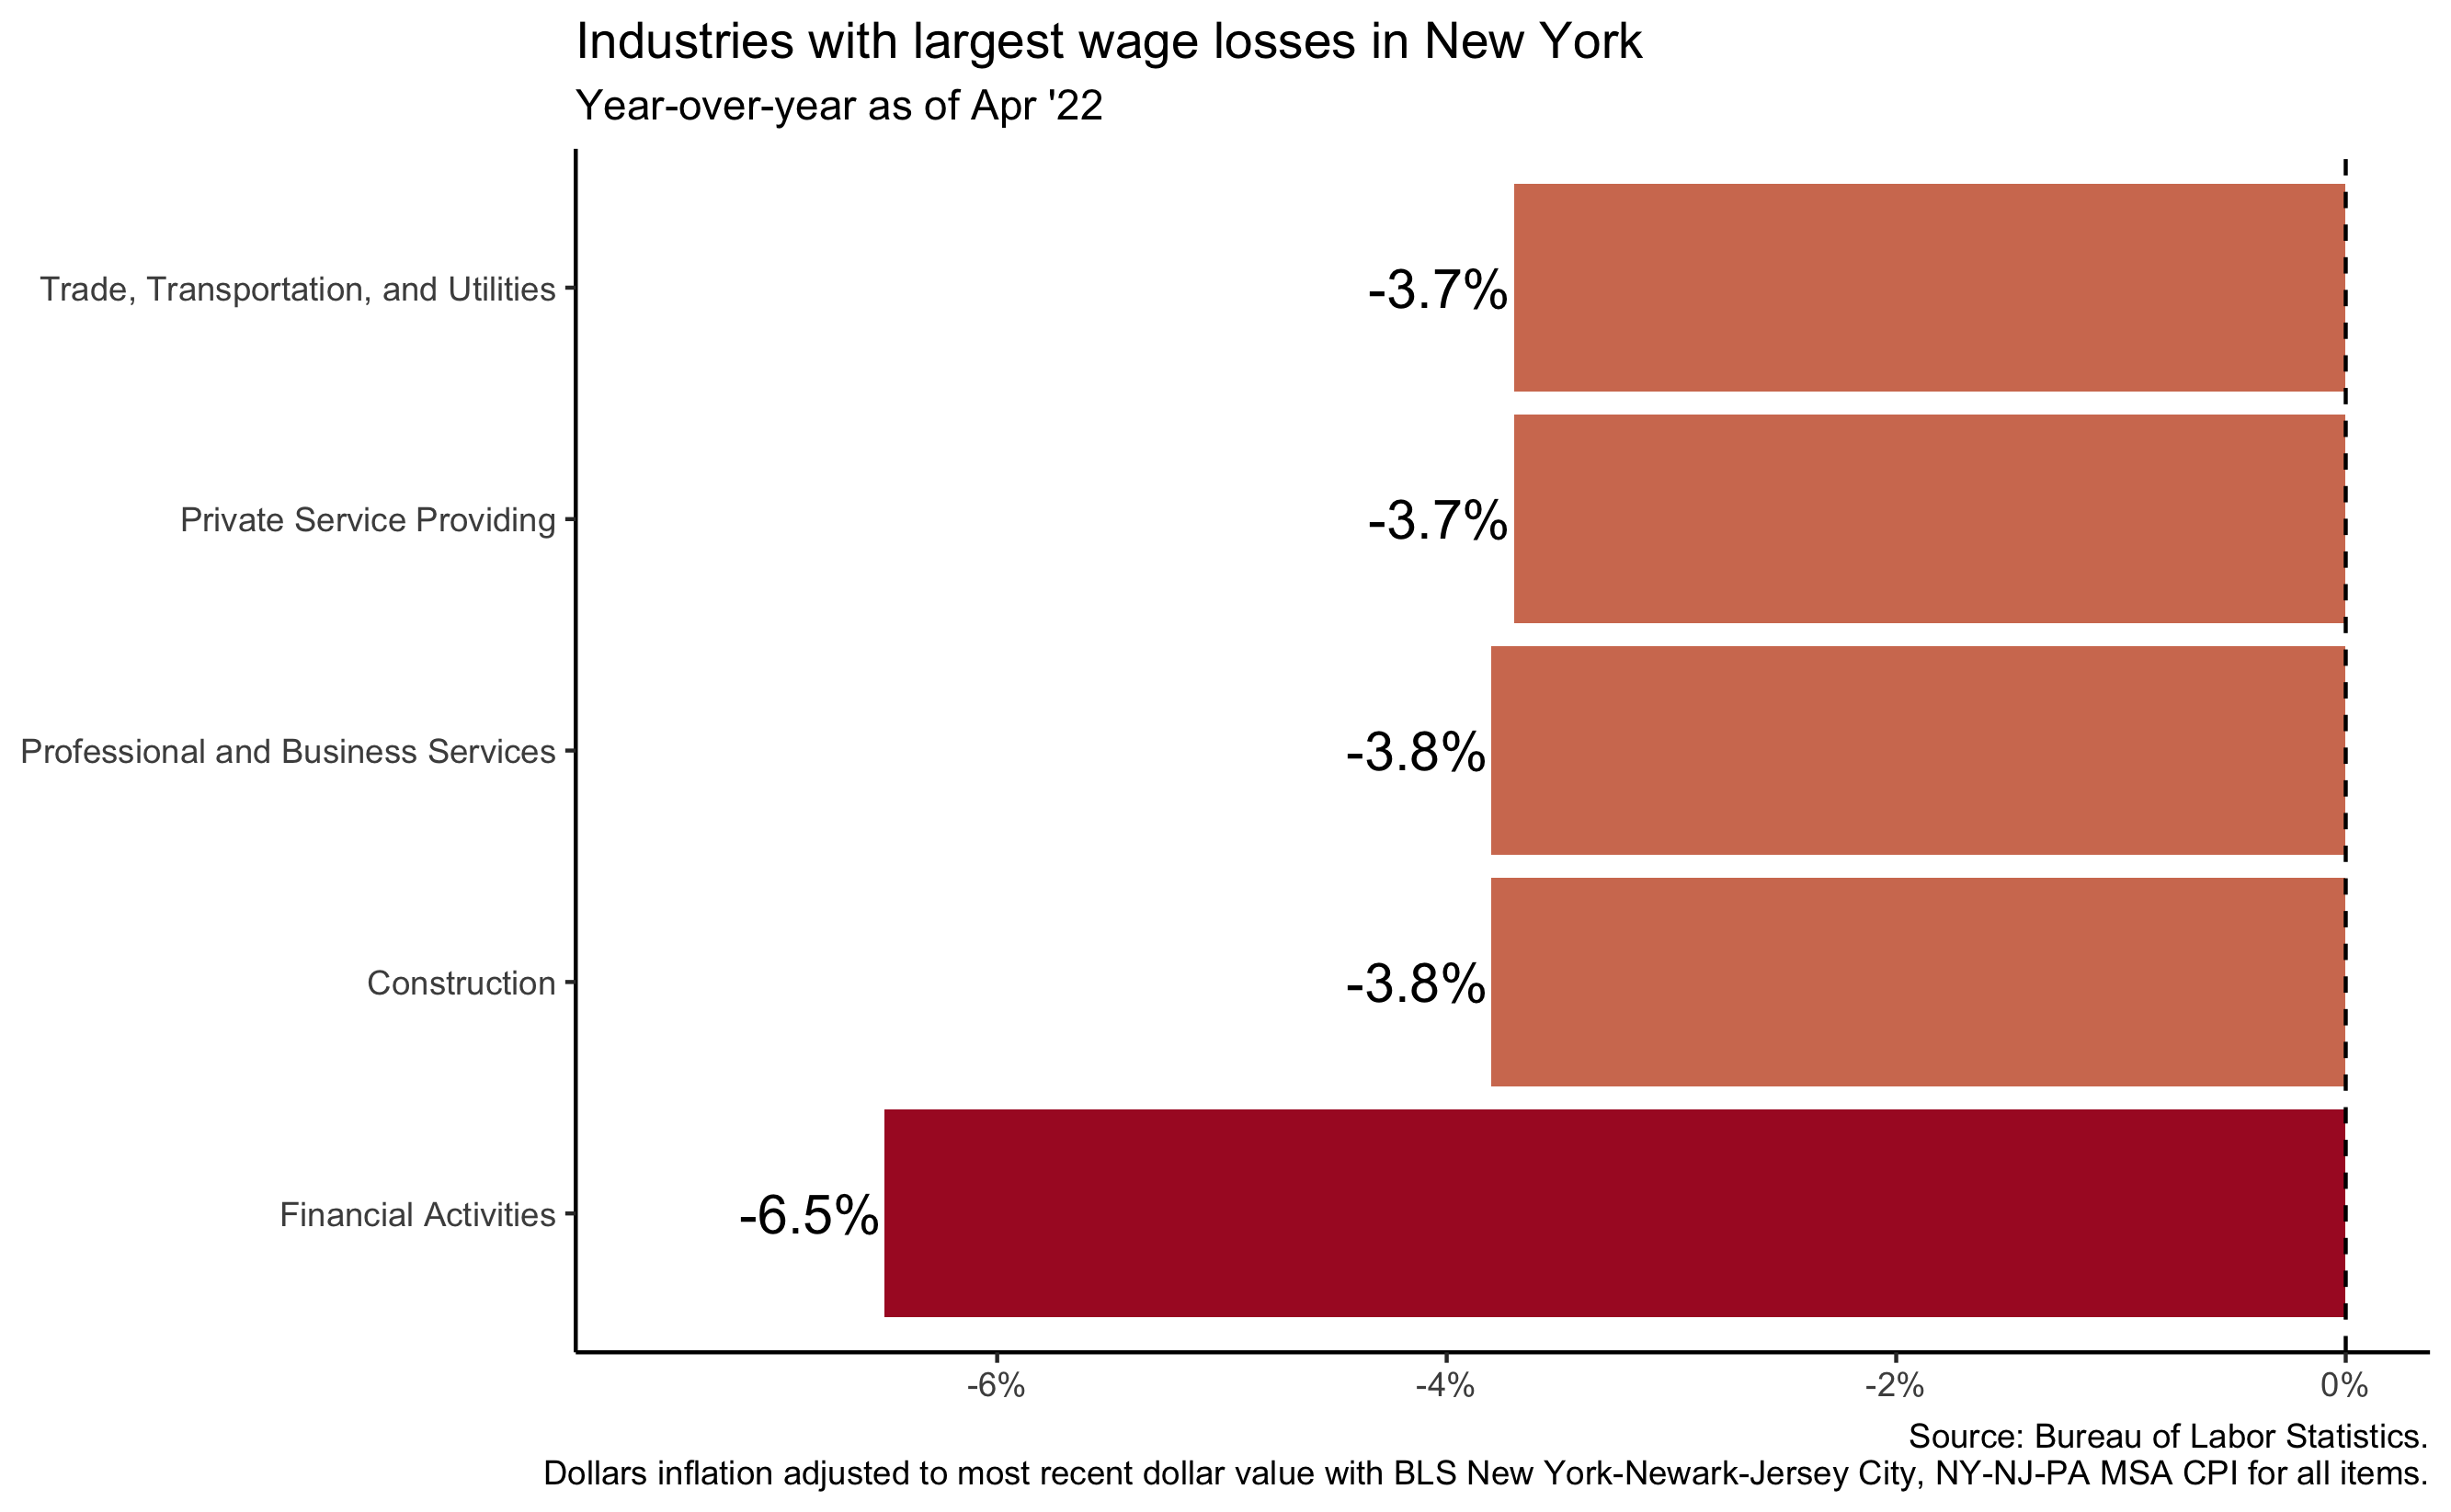 Industries with largest wage losses in New York
Year-over-year as of Apr '22
Trade, Transportation, and Utilities
-3.7%
Private Service Providing
-3.7%
Professional and Business Services
-3.8%
Construction
-3.8%
Financial Activities
-6.5%
-6%
-4%
-2%
0%
Source: Bureau of Labor Statistics.
Dollars inflation adjusted to most recent dollar value with BLS New York-Newark-Jersey City, NY-NJ-PA MSA CPI for all items.